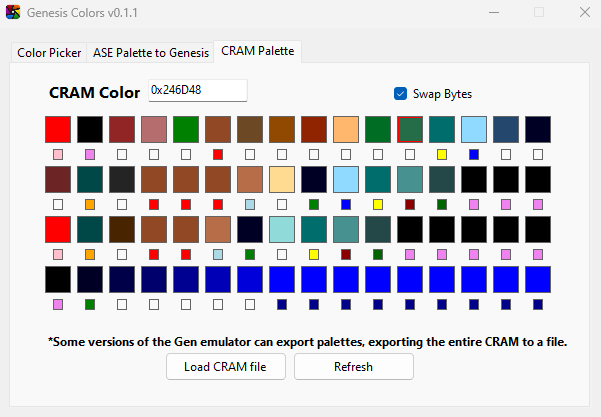 Genesis Colors v0.1.1
Color Picker ASE Palette to Genesis CRAM Palette
CRAM Color 0x246D48 Swap Bytes
*Some versions of the Gen emulator can export palettes, exporting the entire CRAM to a file.
Load CRAM file Refresh